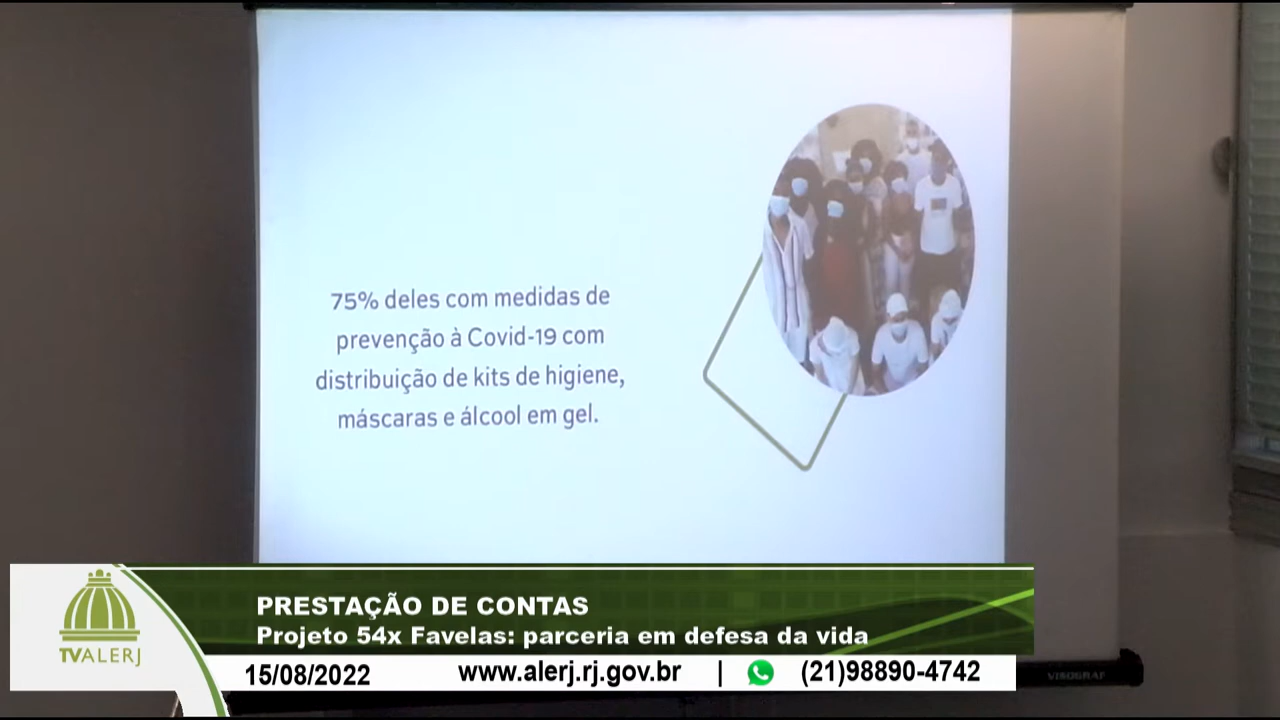 75% deles com medidas de
prevenção à Covid-19 com
distribuição de kits de higiene,
máscaras e álcool em gel.
PRESTAÇÃO DE CONTAS
Projeto 54x Favelas: parceria em defesa da vida
TVALERJ
15/08/2022 www.alerj.rj.gov.br | (21)98890-4742
VISOGRAF